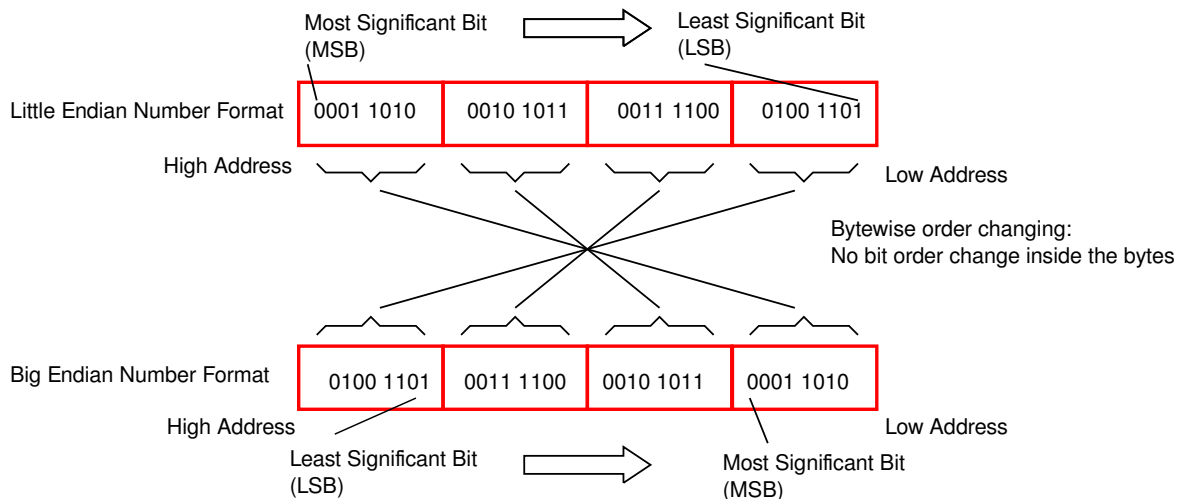 Most Significant Bit
(MSB)
Least Significant Bit
(LSB)
Little Endian Number Format
0001 1010
0010 1011
0011 1100
0100 1101
High Address
Low Address
Bytewise order changing:
No bit order change inside the bytes
Big Endian Number Format
0100 1101
0011 1100
0010 1011
0001 1010
High Address
Low Address
Least Significant Bit
(LSB)
Most Significant Bit
(MSB)